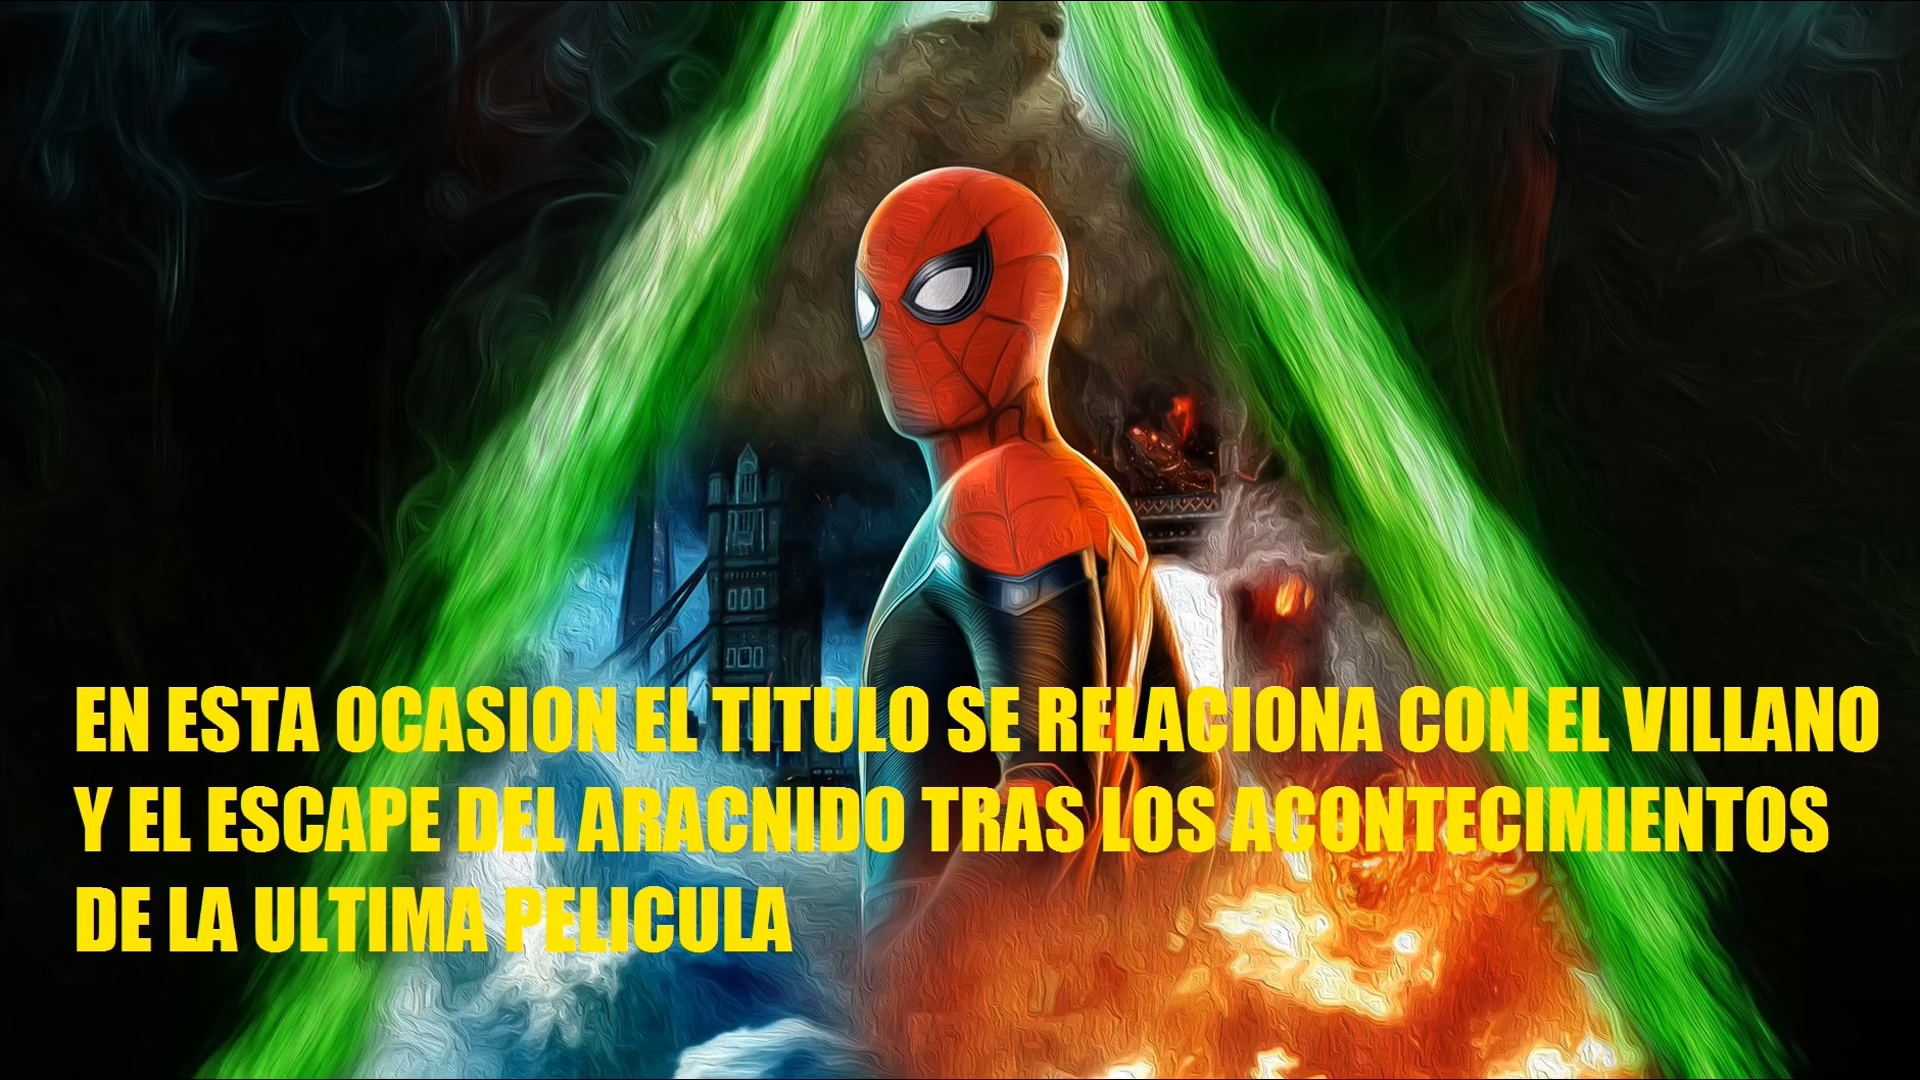 EN ESTA OCASION EL TITULO SE RELACIONA CON EL VILLANO
Y EL ESCAPE DEL ARACNIDO TRAS LOS ACONTECIMIENTOS
DE LA ULTIMA PELICULA